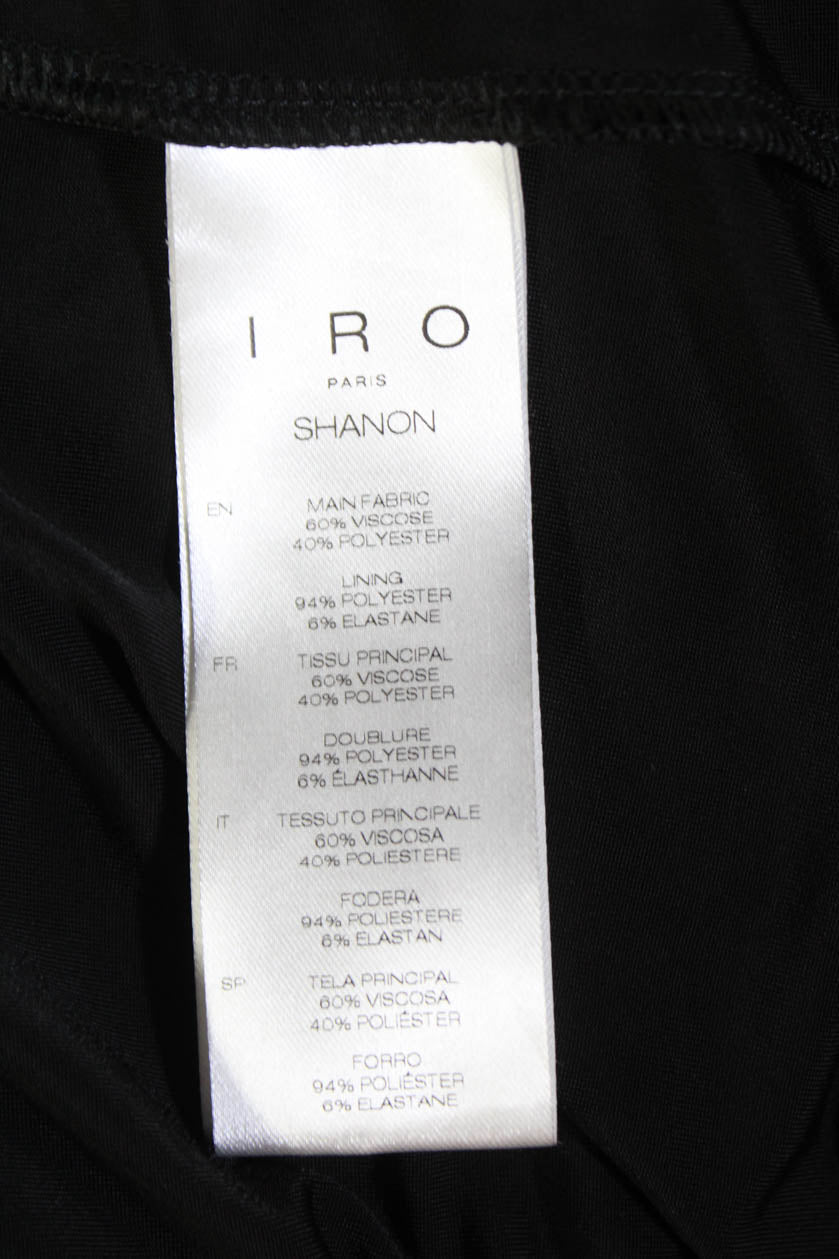 I R O
PARIS
SHANON
EN MAIN FABRIC
60% VISCOSE
40% POLYESTER
LINING
94% POLYESTER
6% ELASTANE
FR TISSU PRINCIPAL
60% VISCOSE
40% POLYESTER
DOUBLURE
94% POLYESTER
6% ÉLASTHANNE
IT TESSUTO PRINCIPALE
60% VISCOSA
40% POLIESTERE
FODERA
94% POLIESTERE
6% ELASTAN
SP TELA PRINCIPAL
60% VISCOSA
40% POLIÉSTER
FORRO
94% POLIÉSTER
6% ELASTANE